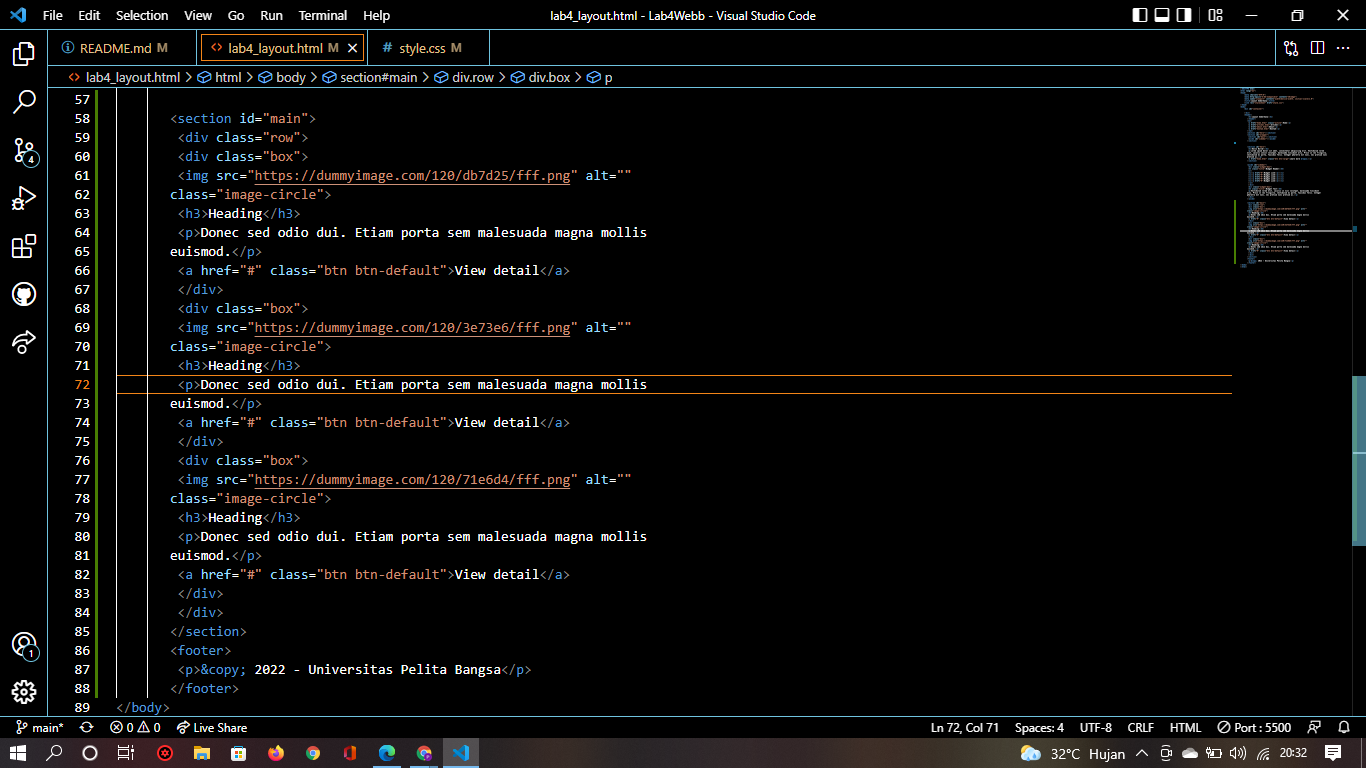 File Edit Selection View Go Run Terminal Help lab4_layout.html - Lab4Webb - Visual Studio Code
README.md M lab4_layout.html M style.css M
lab4_layout.html > html > body > section#main > div.row > div.box > p
57
58 <section id="main">
59 <div class="row">
60 <div class="box">
61 <img src="https://dummyimage.com/120/db7d25/fff.png" alt=""
62 class="image-circle">
63 <h3>Heading</h3>
64 <p>Donec sed odio dui. Etiam porta sem malesuada magna mollis
65 euismod.</p>
66 <a href="#" class="btn btn-default">View detail</a>
67 </div>
68 <div class="box">
69 <img src="https://dummyimage.com/120/3e73e6/fff.png" alt=""
70 class="image-circle">
71 <h3>Heading</h3>
72 <p>Donec sed odio dui. Etiam porta sem malesuada magna mollis
73 euismod.</p>
74 <a href="#" class="btn btn-default">View detail</a>
75 </div>
76 <div class="box">
77 <img src="https://dummyimage.com/120/71e6d4/fff.png" alt=""
78 class="image-circle">
79 <h3>Heading</h3>
80 <p>Donec sed odio dui. Etiam porta sem malesuada magna mollis
81 euismod.</p>
82 <a href="#" class="btn btn-default">View detail</a>
83 </div>
84 </div>
85 </section>
86 <footer>
87 <p>&copy; 2022 - Universitas Pelita Bangsa</p>
88 </footer>
89 </body>
4
1
main* 0 0 Live Share Ln 72, Col 71 Spaces: 4 UTF-8 CRLF HTML Port : 5500
32°C Hujan 20:32